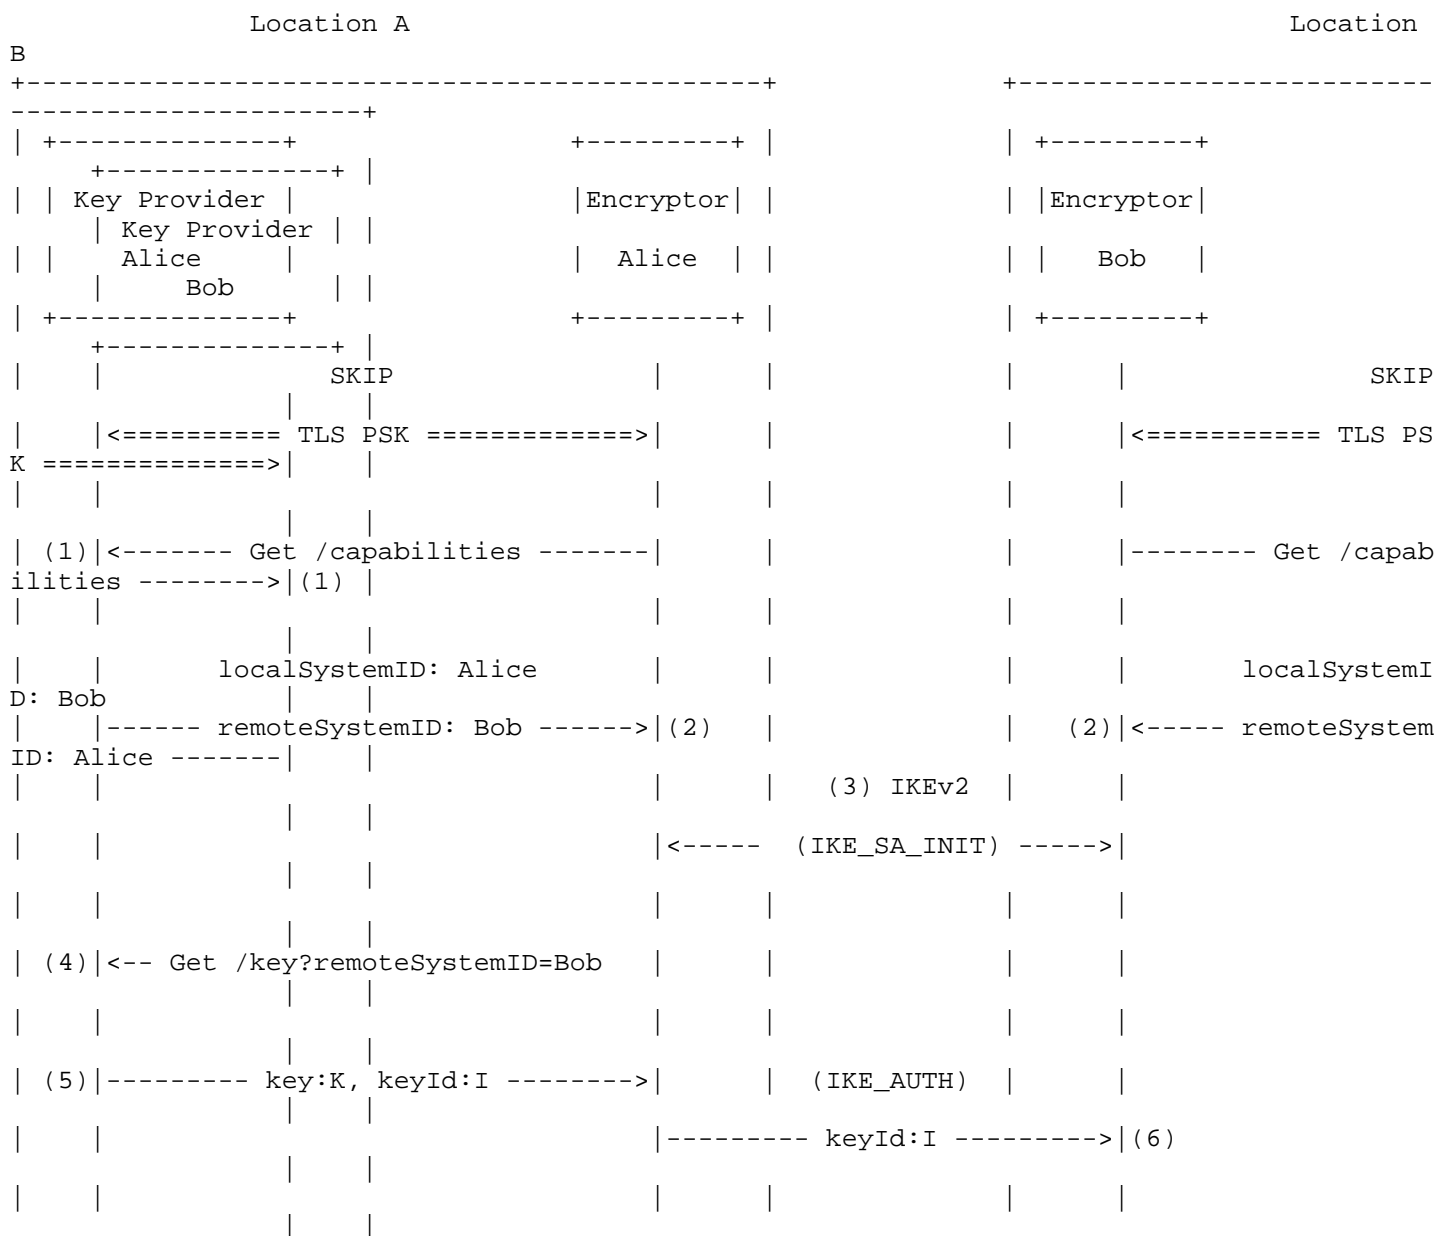 Location A                                                       Location
B
+----------------------------------------------+              +--------------------------
----------------------+
| +--------------+                 +---------+ |              | +---------+
     +--------------+ |
| | Key Provider |                 |Encryptor| |              | |Encryptor|
     | Key Provider | |
| |    Alice     |                 |  Alice  | |              | |   Bob   |
     |     Bob      | |
| +--------------+                 +---------+ |              | +---------+
     +--------------+ |
|    |              SKIP                |      |              |      |               SKIP
                 |    |
|    |<========== TLS PSK =============>|      |              |      |<=========== TLS PS
K ==============>|    |
|    |                                  |      |              |      |
                 |    |
| (1)|<------- Get /capabilities -------|      |              |      |-------- Get /capab
ilities -------->|(1) |
|    |                                  |      |              |      |
                 |    |
|    |       localSystemID: Alice       |      |              |      |       localSystemI
D: Bob           |    |
|    |------ remoteSystemID: Bob ------>|(2)   |              |   (2)|<----- remoteSystem
ID: Alice -------|    |
|    |                                  |      |   (3) IKEv2  |      |
                 |    |
|    |                                  |<-----  (IKE_SA_INIT) ----->|
                 |    |
|    |                                  |      |              |      |
                 |    |
| (4)|<-- Get /key?remoteSystemID=Bob   |      |              |      |
                 |    |
|    |                                  |      |              |      |
                 |    |
| (5)|--------- key:K, keyId:I -------->|      |  (IKE_AUTH)  |      |
                 |    |
|    |                                  |--------- keyId:I --------->|(6)
                 |    |
|    |                                  |      |              |      |
                 |    |